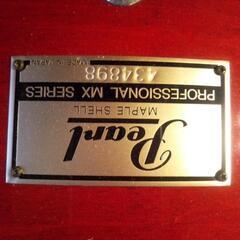 Pearl
MAPLE SHELL
PROFESSIONAL MX SERIES
434898
MADE IN JAPAN